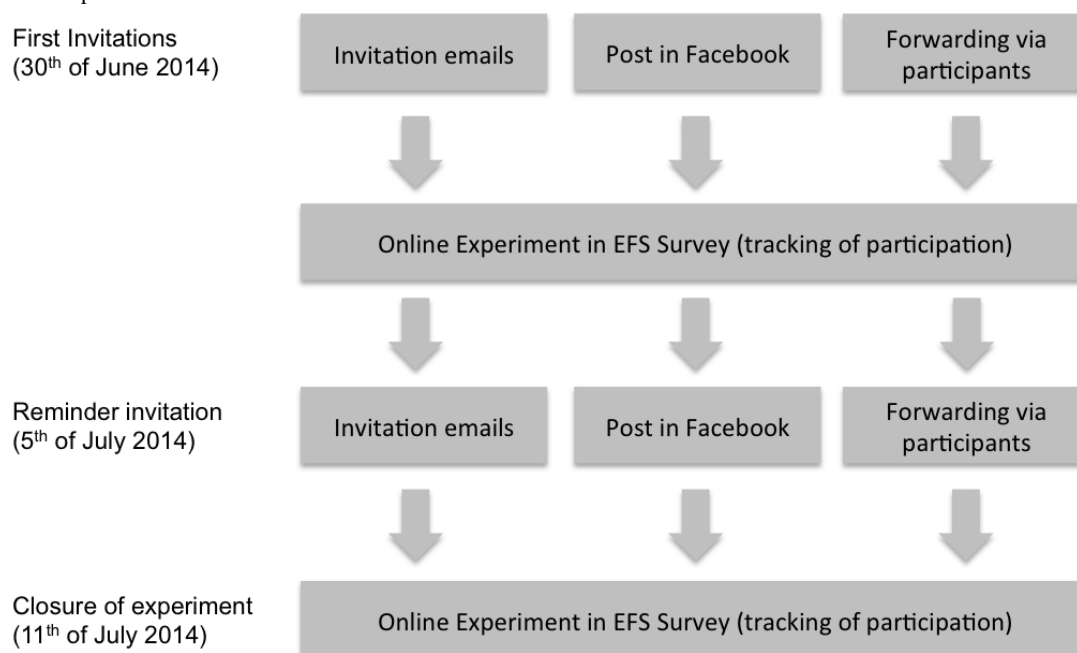 First Invitations
(30th of June 2014)
Invitation emails
Post in Facebook
Forwarding via
participants
Online Experiment in EFS Survey (tracking of participation)
Reminder invitation
(5th of July 2014)
Invitation emails
Post in Facebook
Forwarding via
participants
Closure of experiment
(11th of July 2014)
Online Experiment in EFS Survey (tracking of participation)